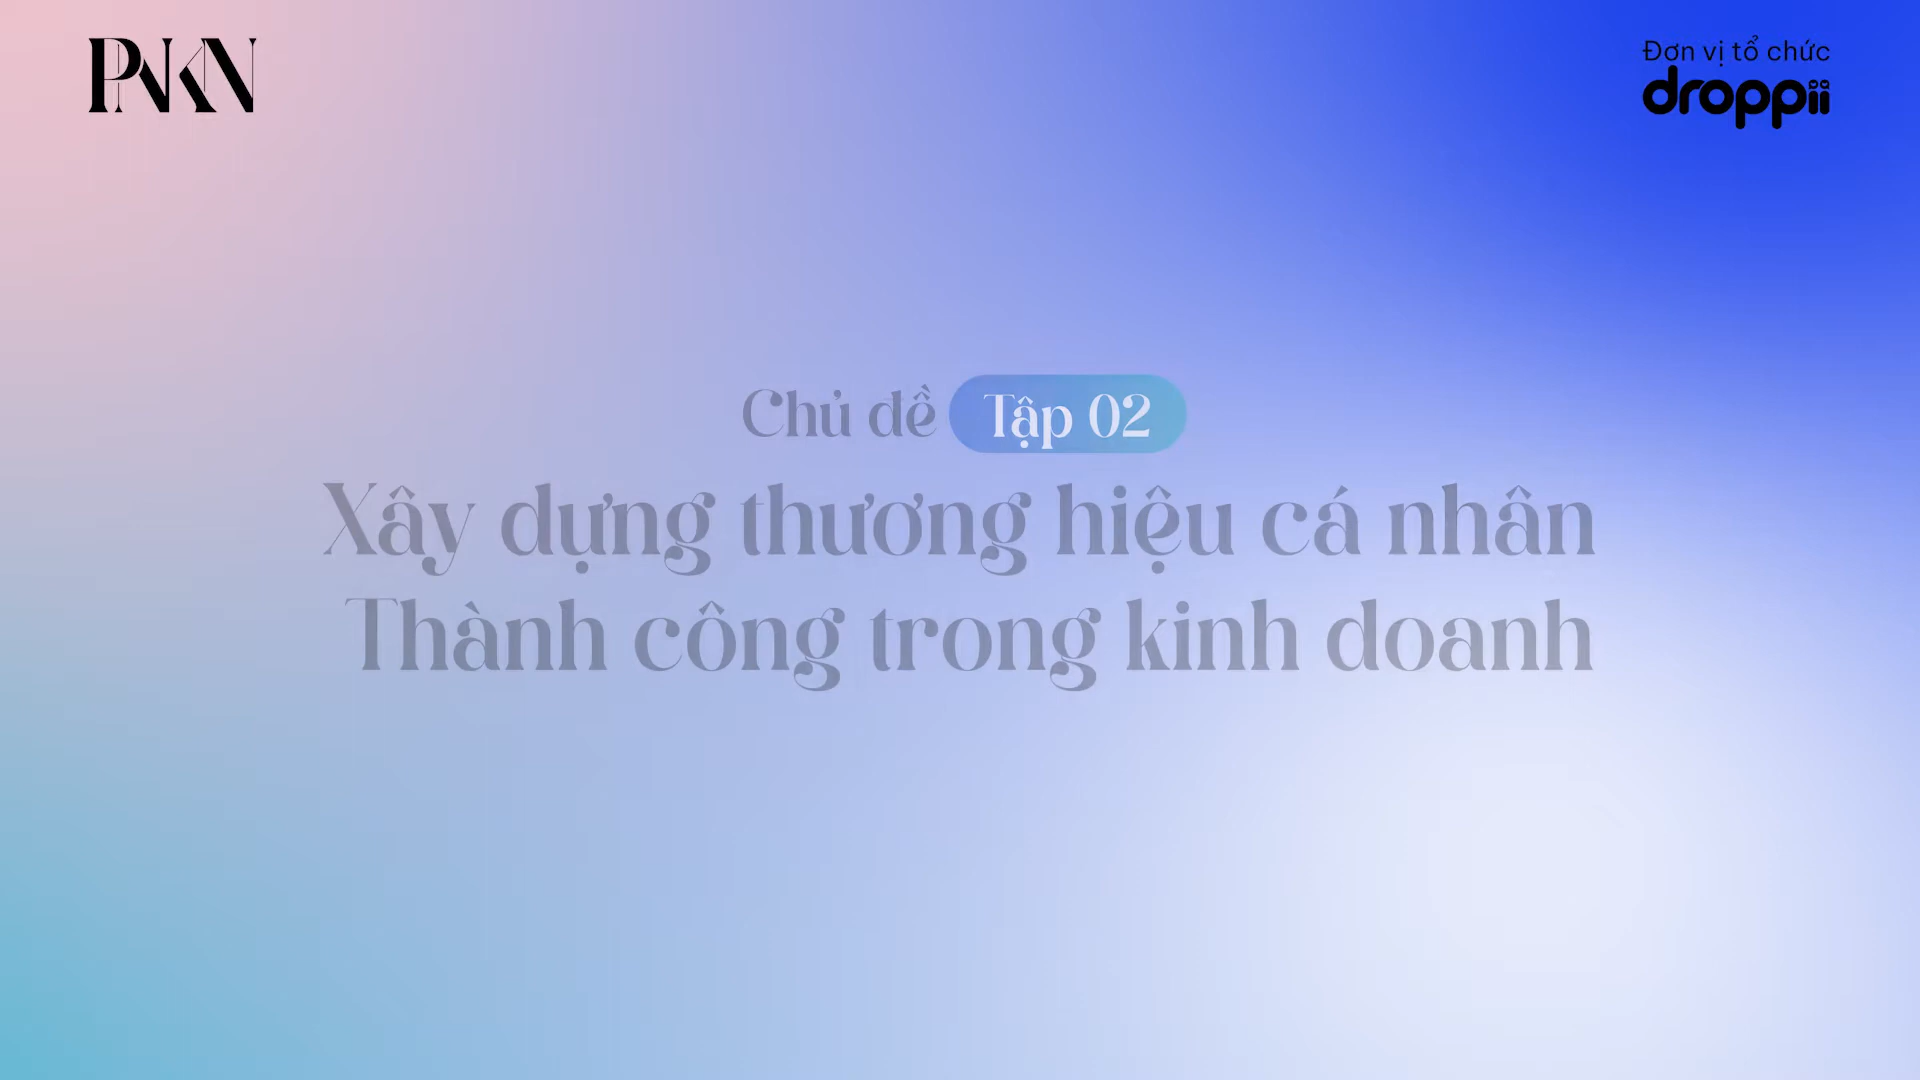 PNKN
Đơn vị tổ chức
droppii
Chủ đề Tập 02
Xây dựng thương hiệu cá nhân
Thành công trong kinh doanh